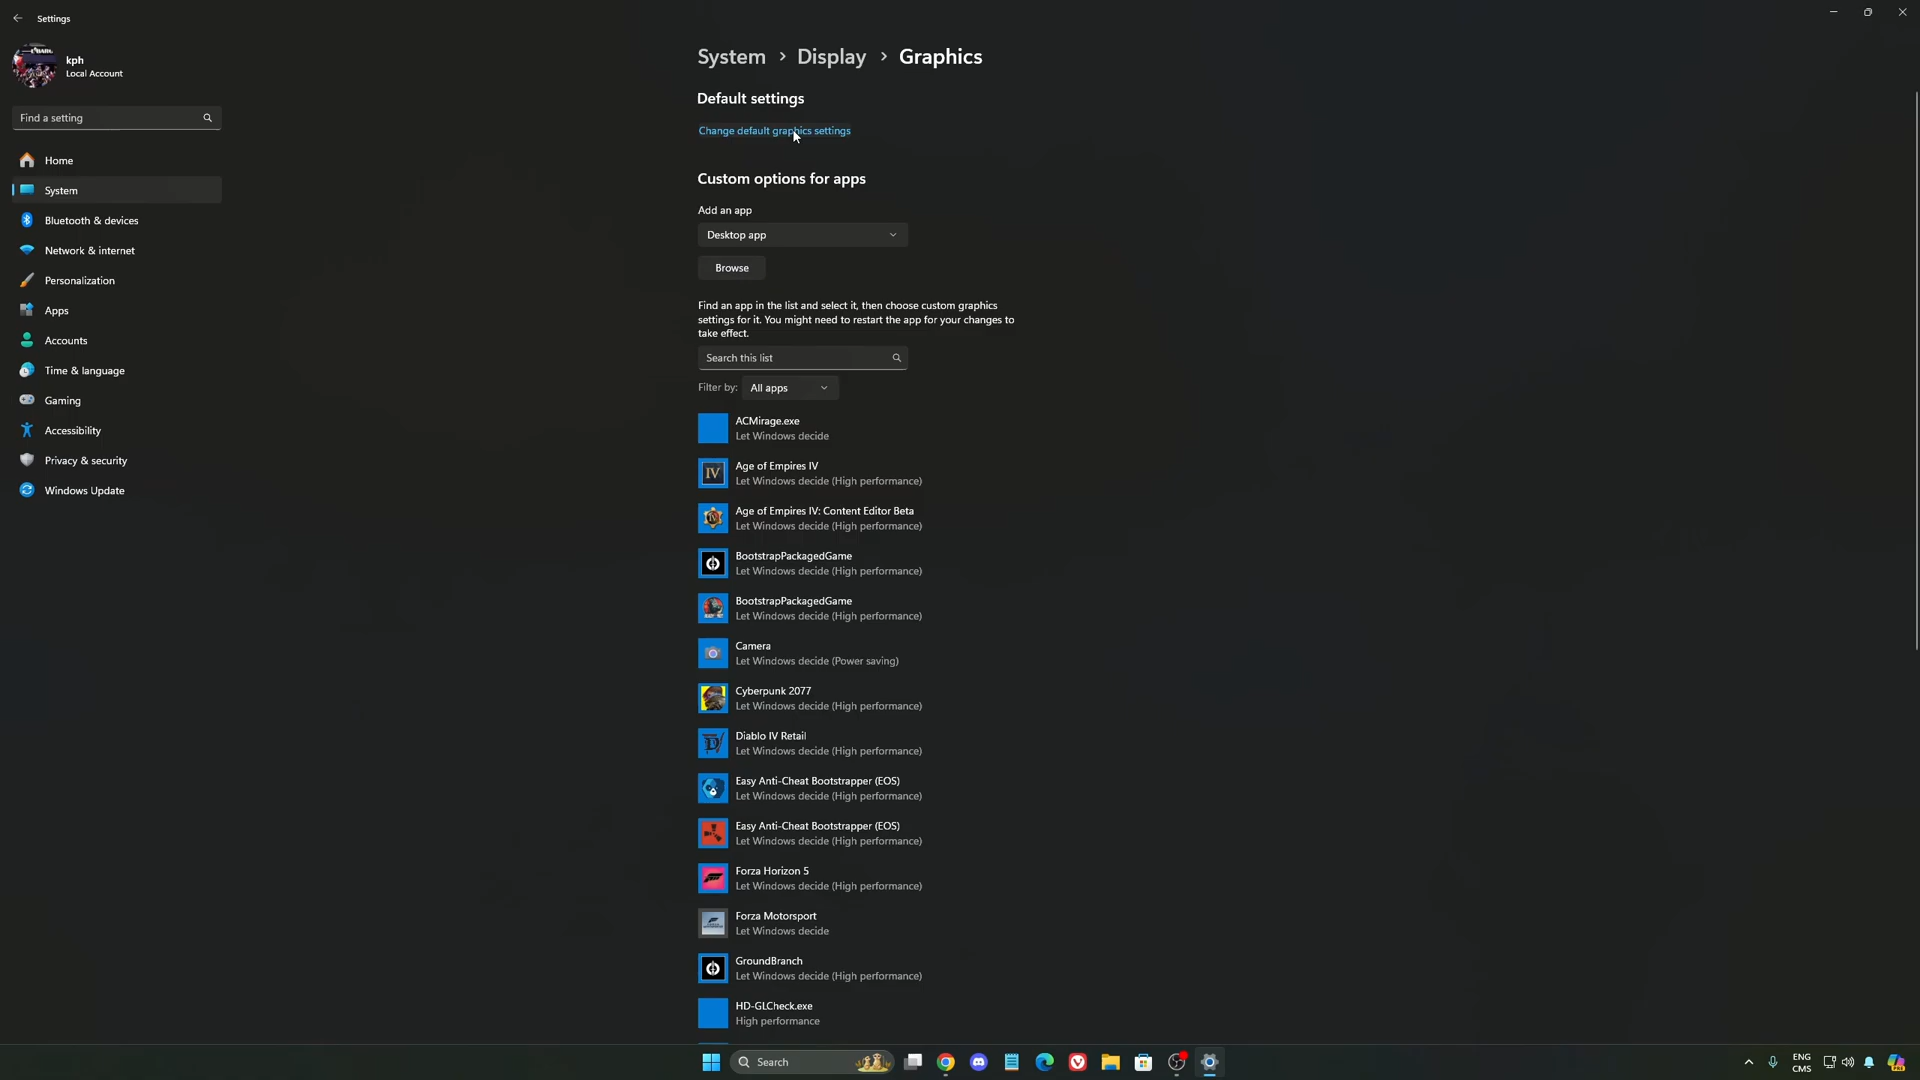 Settings
kph
Local Account
Find a setting
Home
System
Bluetooth & devices
Network & internet
Personalization
Apps
Accounts
Time & language
Gaming
Accessibility
Privacy & security
Windows Update
System > Display > Graphics
Default settings
Change default graphics settings
Custom options for apps
Add an app
Desktop app
Browse
Find an app in the list and select it, then choose custom graphics
settings for it. You might need to restart the app for your changes to
take effect.
Search this list
Filter by: All apps
ACMirage.exe
Let Windows decide
IV
Age of Empires IV
Let Windows decide (High performance)
Age of Empires IV: Content Editor Beta
Let Windows decide (High performance)
BootstrapPackagedGame
Let Windows decide (High performance)
BootstrapPackagedGame
Let Windows decide (High performance)
Camera
Let Windows decide (Power saving)
Cyberpunk 2077
Let Windows decide (High performance)
Diablo IV Retail
Let Windows decide (High performance)
Easy Anti-Cheat Bootstrapper (EOS)
Let Windows decide (High performance)
Easy Anti-Cheat Bootstrapper (EOS)
Let Windows decide (High performance)
Forza Horizon 5
Let Windows decide (High performance)
Forza Motorsport
Let Windows decide
GroundBranch
Let Windows decide (High performance)
HD-GLCheck.exe
High performance
Search
ENG
CMS